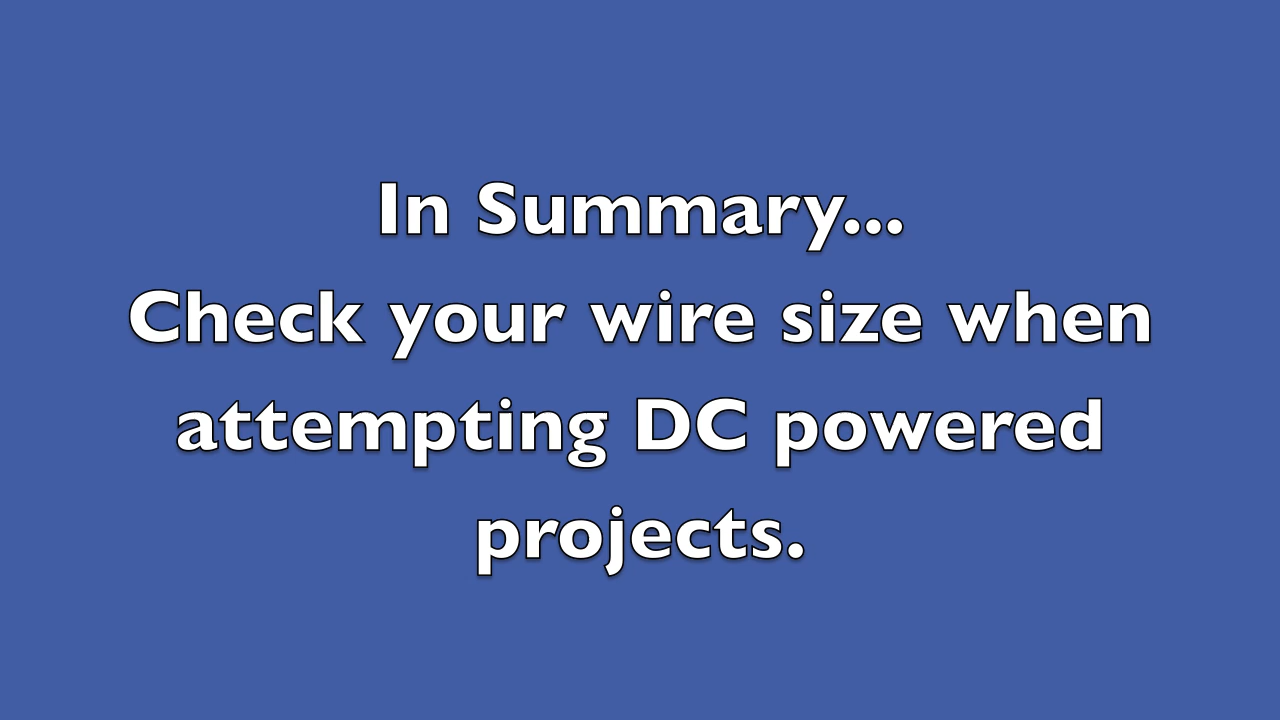 In Summary...
Check your wire size when
attempting DC powered
projects.